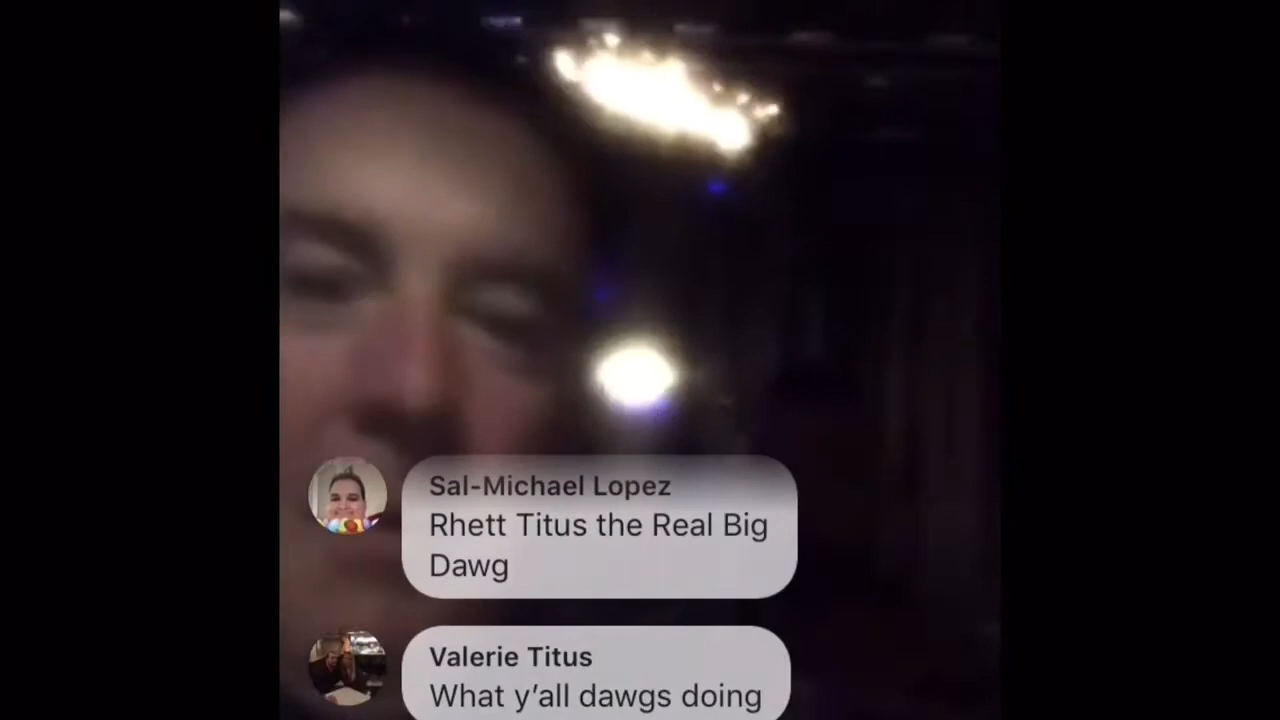 Sal-Michael Lopez
Rhett Titus the Real Big
Dawg
Valerie Titus
What y’all dawgs doing